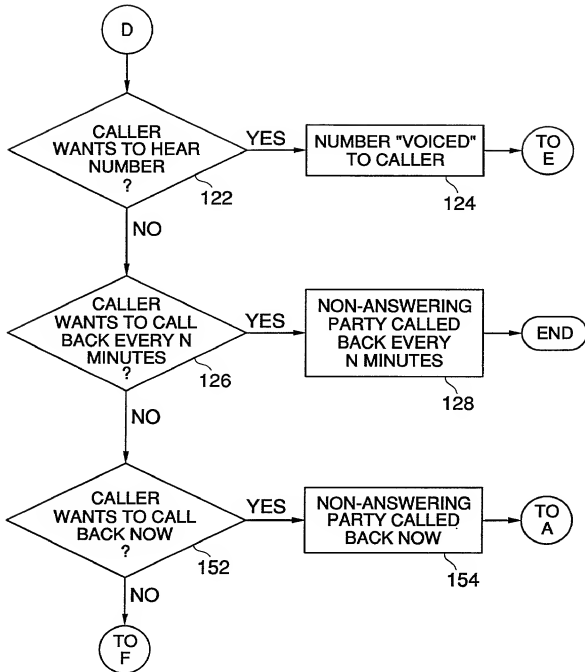 D
CALLER
WANTS TO HEAR
NUMBER
?
122
YES
NUMBER "VOICED"
TO CALLER
124
TO
E
NO
CALLER
WANTS TO CALL
BACK EVERY N
MINUTES
?
126
YES
NON-ANSWERING
PARTY CALLED
BACK EVERY
N MINUTES
128
END
NO
CALLER
WANTS TO CALL
BACK NOW
?
152
YES
NON-ANSWERING
PARTY CALLED
BACK NOW
154
TO
A
NO
TO
F